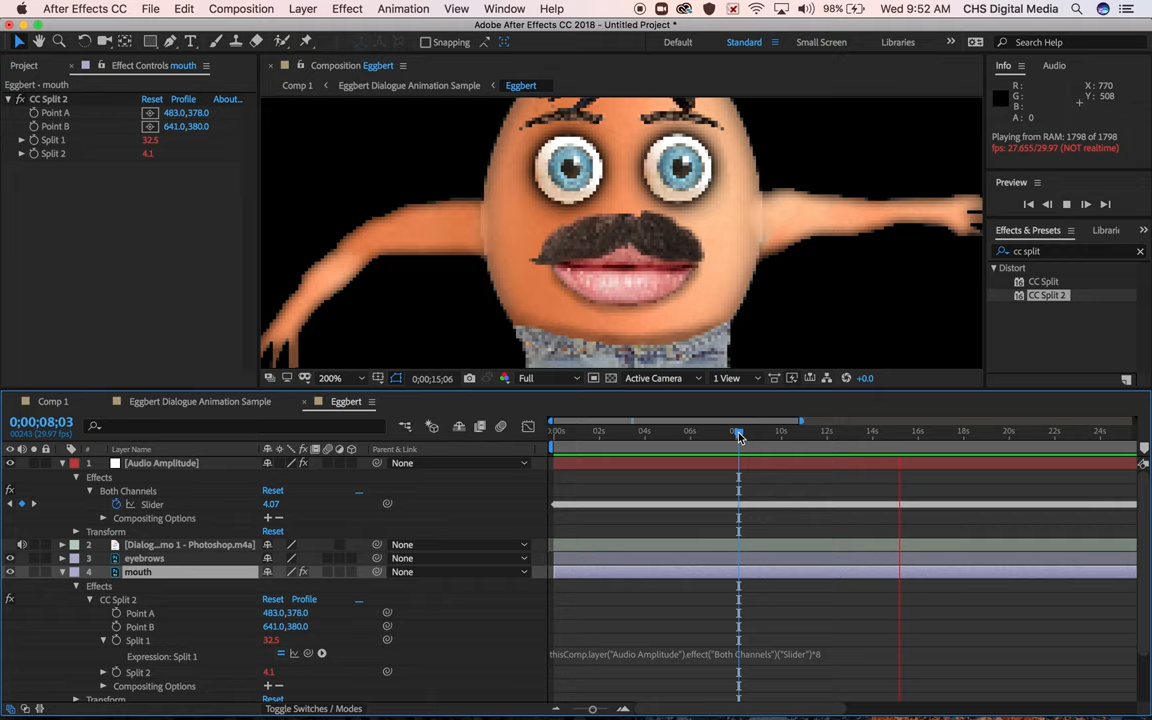 After Effects CC File Edit Composition Layer Effect Animation View Window Help 98% Wed 9:52 AM CHS Digital Media
Adobe After Effects CC 2018 - Untitled Project *
Snapping Default Standard Small Screen Libraries Search Help
Project Effect Controls mouth Composition Eggbert Info Audio
Eggbert • mouth Comp 1 Eggbert Dialogue Animation Sample Eggbert
CC Split 2 Reset Profile About...
Point A 483.0,378.0
Point B 641.0,380.0
Split 1 32.5
Split 2 4.1
R: X: 770
G: Y: 508
B:
A: 0
Playing from RAM: 1798 of 1798
fps: 27.655/29.97 (NOT realtime)
Preview
Effects & Presets Librari
cc split
Distort
CC Split
CC Split 2
200% 0;00;15;06 Full Active Camera 1 View +0.0
Comp 1 Eggbert Dialogue Animation Sample Eggbert
0;00;08;03
00243 (29.97 fps)
# Layer Name Parent & Link
02s 04s 06s 10s 12s 14s 16s 18s 20s 22s 24s
1 [Audio Amplitude] None
Effects
Both Channels Reset
Slider 4.07
Compositing Options
Transform Reset
2 [Dialog...mo 1 - Photoshop.m4a] None
3 eyebrows None
4 mouth None
Effects
CC Split 2 Reset Profile
Point A 483.0,378.0
Point B 641.0,380.0
Split 1 32.5
Expression: Split 1 thisComp.layer("Audio Amplitude").effect("Both Channels")("Slider")*8
Split 2 4.1
Compositing Options
Transform Reset
Toggle Switches / Modes